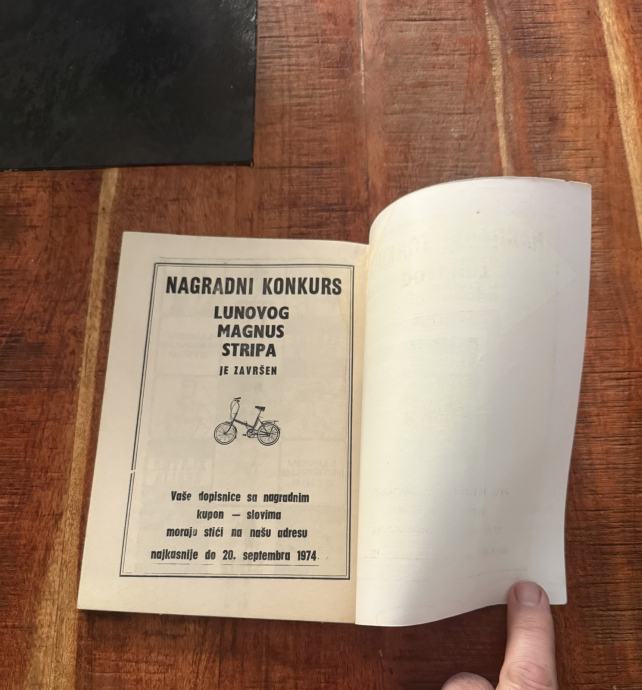 NAGRADNI KONKURS
LUNOVOG
MAGNUS
STRIPA
JE ZAVRŠEN
Vaše dopisnice sa nagradnim
kupon — slovima
moraju stići na našu adresu
najkasnije do 20. septembra 1974.